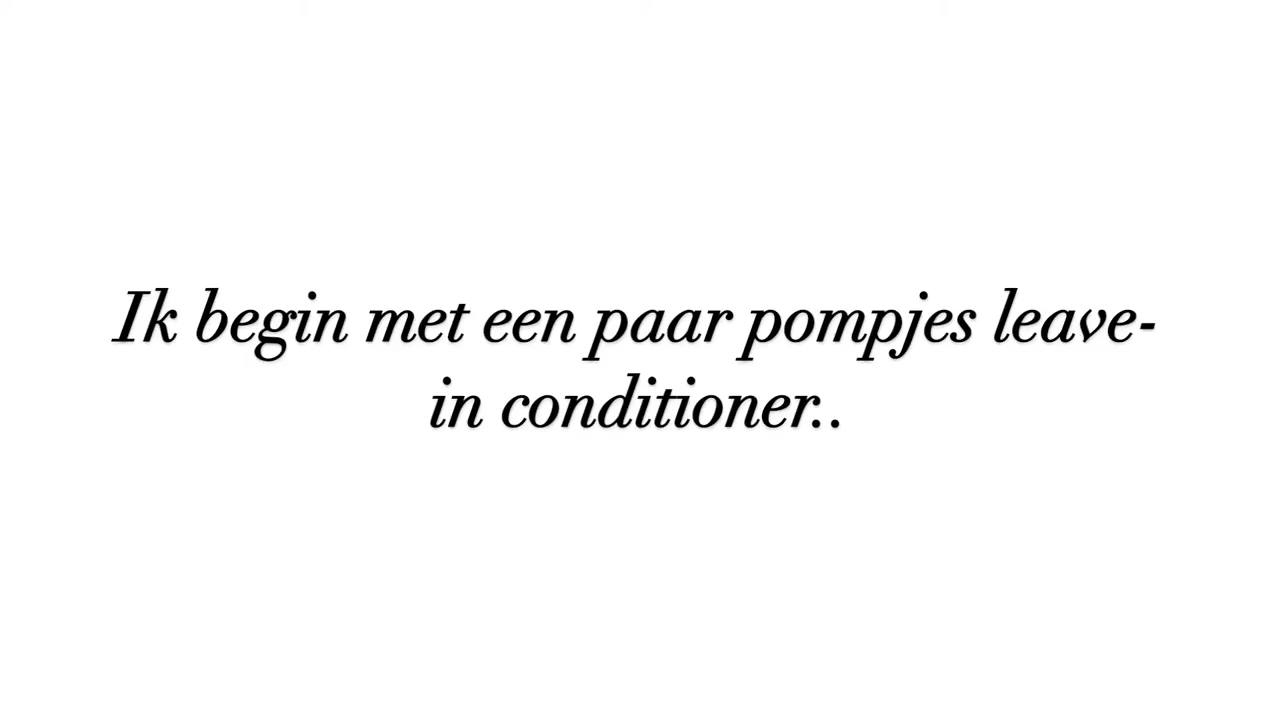 Ik begin met een paar pompjes leave-
in conditioner..